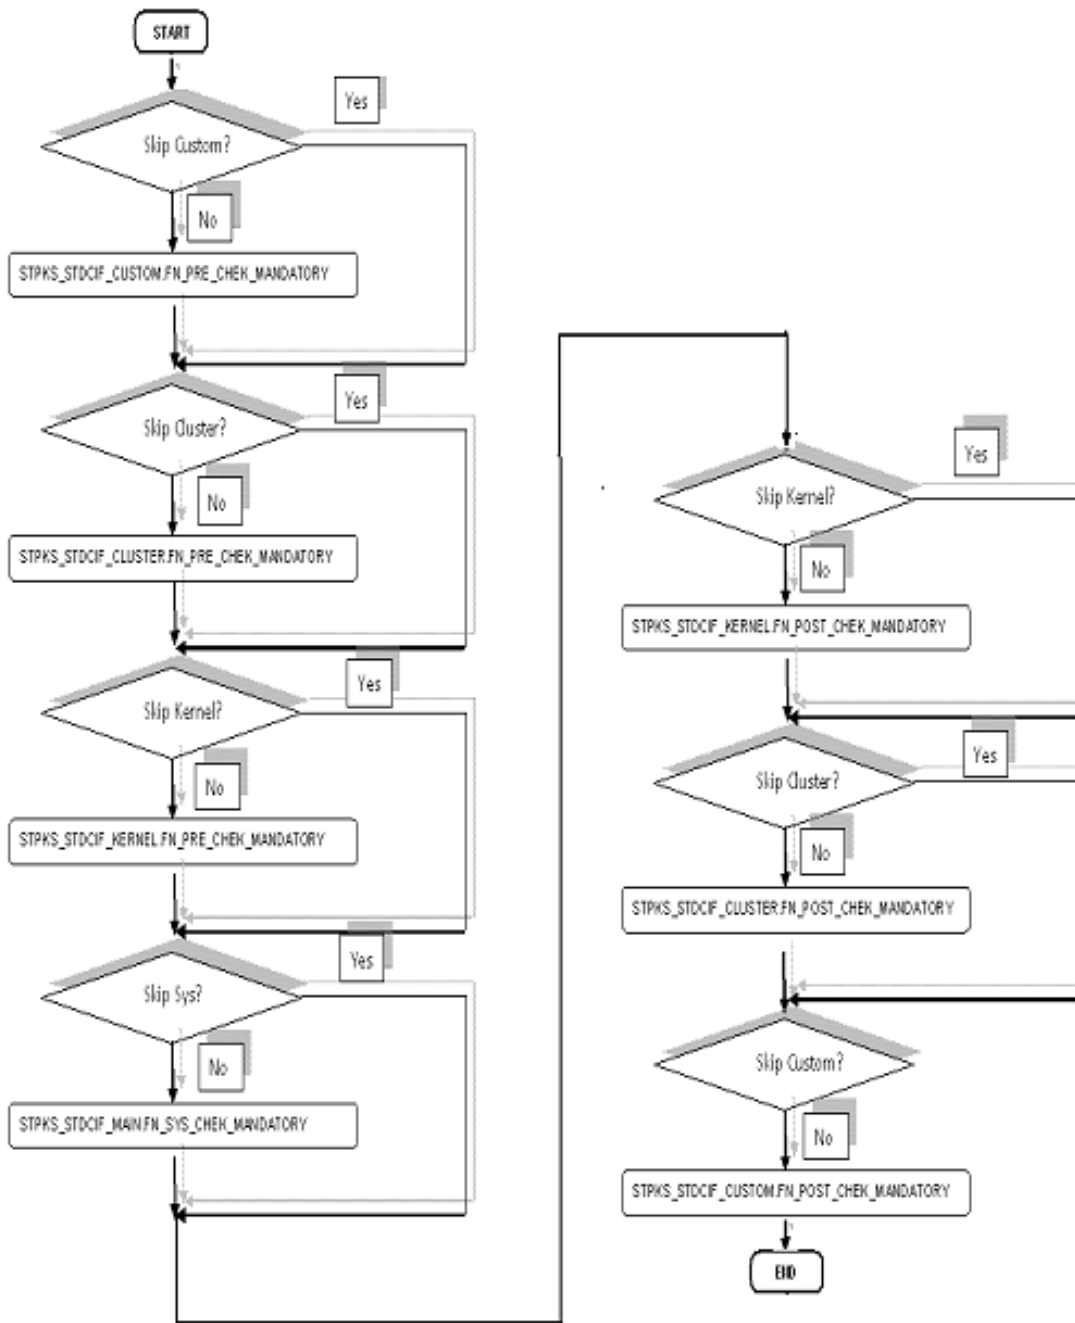 START
Yes
Skip Custom?
No
STPKS_STDCIF_CUSTOM.FN_PRE_CHEK_MANDATORY
Yes
Skip Cluster?
No
STPKS_STDCIF_CLUSTER.FN_PRE_CHEK_MANDATORY
Yes
Skip Kernel?
No
STPKS_STDCIF_KERNEL.FN_PRE_CHEK_MANDATORY
Yes
Skip Sys?
No
STPKS_STDCIF_MAIN.FN_SYS_CHEK_MANDATORY
Yes
Skip Kernel?
No
STPKS_STDCIF_KERNEL.FN_POST_CHEK_MANDATORY
Yes
Skip Cluster?
No
STPKS_STDCIF_CLUSTER.FN_POST_CHEK_MANDATORY
Skip Custom?
No
STPKS_STDCIF_CUSTOM.FN_POST_CHEK_MANDATORY
END